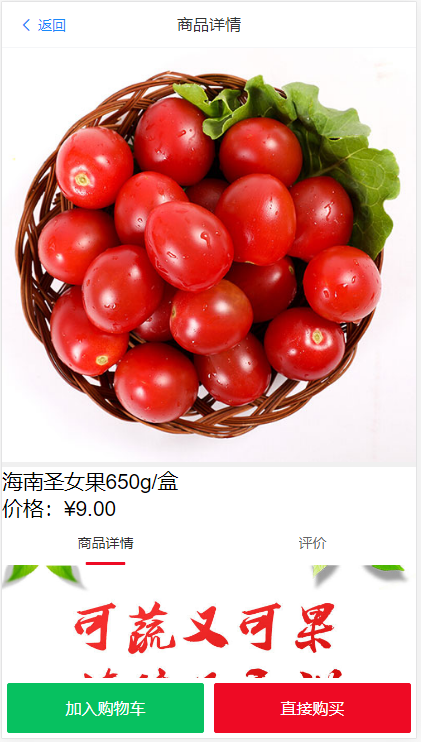 返回
商品详情
海南圣女果650g/盒
价格：¥9.00
商品详情
评价
可蔬又可果
加入购物车
直接购买